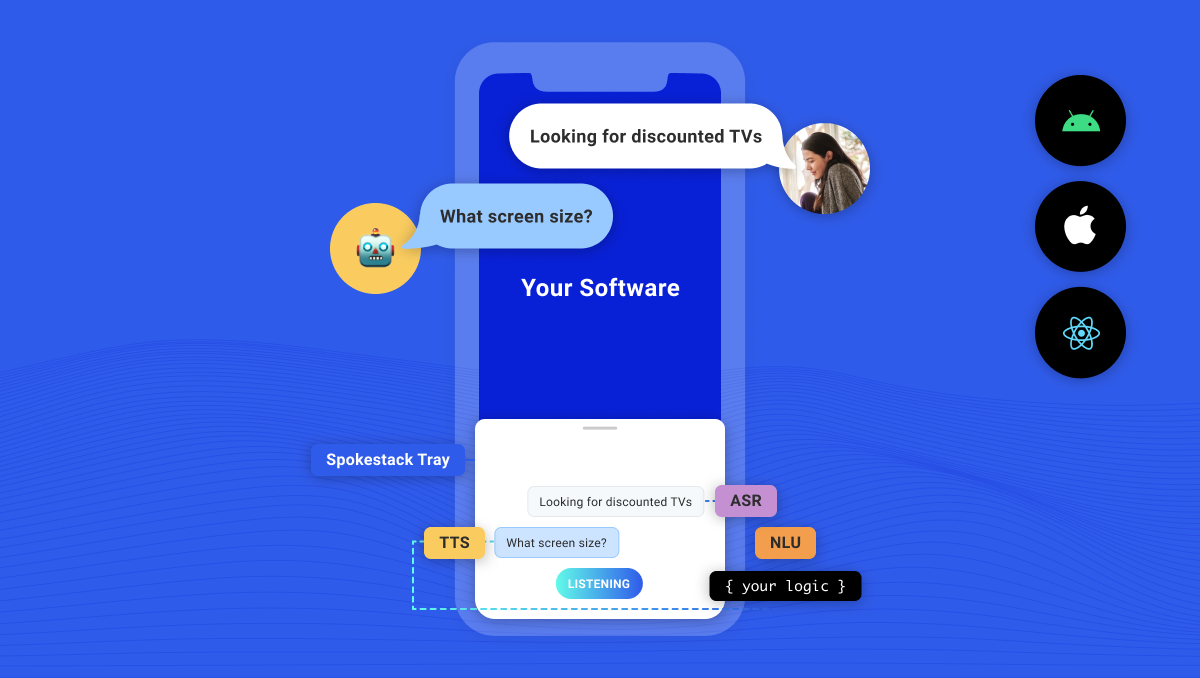 Looking for discounted TVs
What screen size?
Your Software
Spokestack Tray
Looking for discounted TVs
ASR
TTS
What screen size?
NLU
LISTENING
{ your logic }